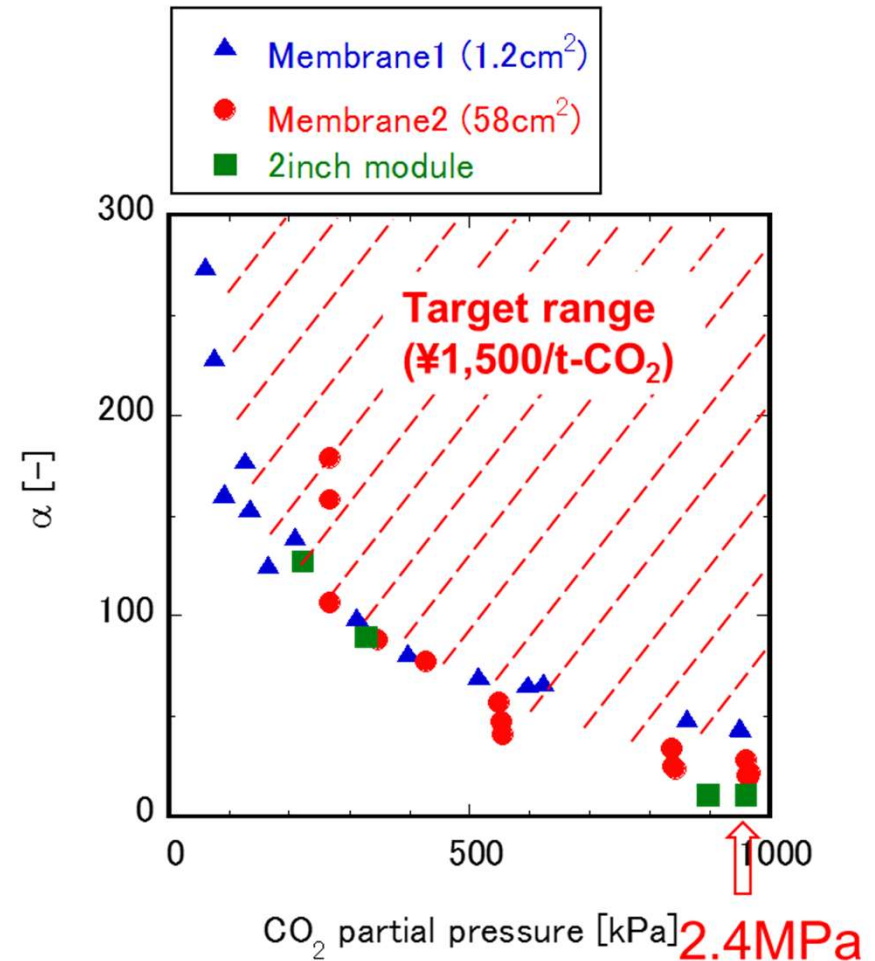 Membrane1 (1.2cm²)
Membrane2 (58cm²)
2inch module
300
200
100
0
α [-]
Target range
(¥1,500/t-CO₂)
0
500
1000
CO₂ partial pressure [kPa]
2.4MPa